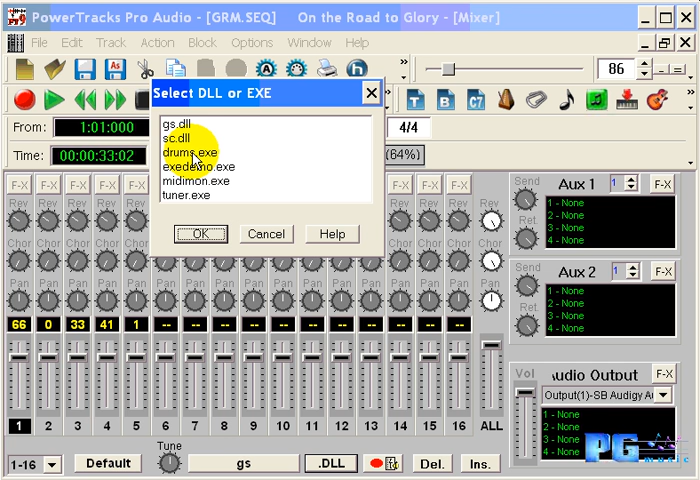 PowerTracks Pro Audio - [GRM.SEQ] On the Road to Glory - [Mixer]
File Edit Track Action Block Options Window Help
86
T B C7
From: 1:01:000
4/4
Time: 00:00:33:02
(64%)
Select DLL or EXE
gs.dll
sc.dll
drums.exe
exedemo.exe
midimon.exe
tuner.exe
OK Cancel Help
F-X F-X F-X F-X F-X F-X F-X F-X
Rev Rev Rev Rev Rev Rev Rev Rev Rev
Chor Chor Chor Chor Chor Chor Chor Chor Chor
Pan Pan Pan Pan Pan Pan Pan Pan Pan Pan Pan Pan Pan Pan Pan Pan Pan
66 0 33 41 1 -- -- -- -- -- -- -- -- -- -- --
1 2 3 4 5 6 7 8 9 10 11 12 13 14 15 16 ALL
Send Aux 1 1 F-X
Ret.
1 - None
2 - None
3 - None
4 - None
Send Aux 2 1 F-X
Ret.
1 - None
2 - None
3 - None
4 - None
Vol Audio Output F-X
Output(1)-SB Audigy Au
1 - None
2 - None
3 - None
4 - None
PG music
1-16 Default Tune gs .DLL Del. Ins.